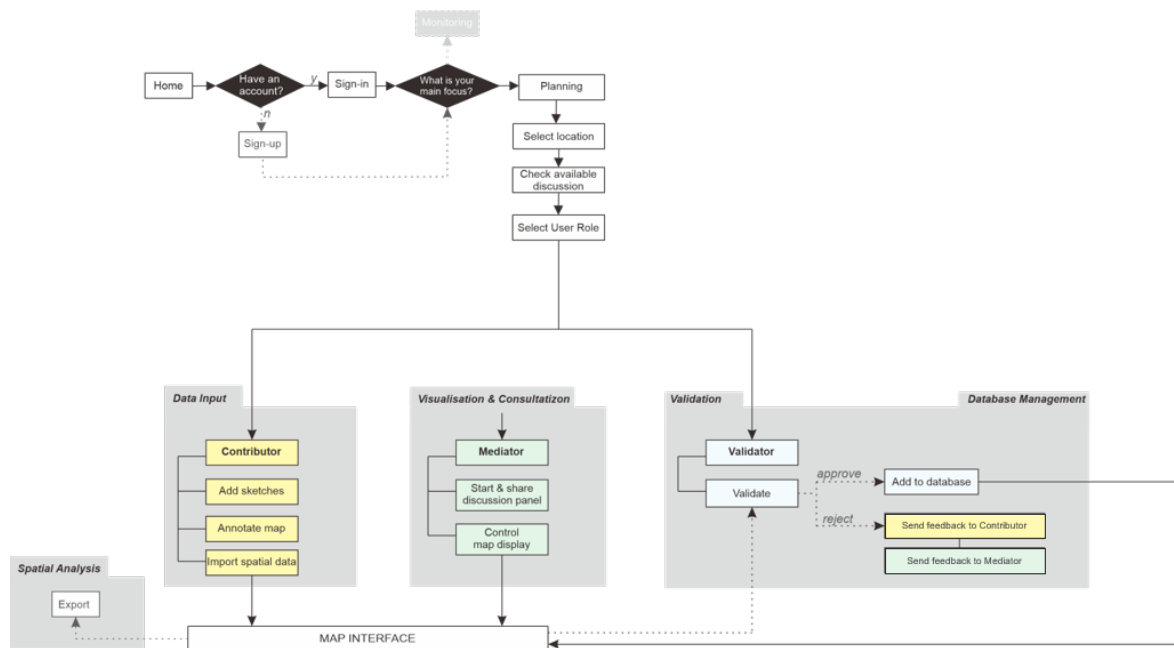 Monitoring
Home
Have an
account?
y
Sign-in
What is your
main focus?
Planning
n
Sign-up
Select location
Check available
discussion
Select User Role
Data Input
Visualisation & Consultatizon
Validation
Database Management
Contributor
Mediator
Validator
Add sketches
Start & share
discussion panel
Validate
approve
Add to database
reject
Annotate map
Control
map display
Send feedback to Contributor
Import spatial data
Send feedback to Mediator
Spatial Analysis
Export
MAP INTERFACE